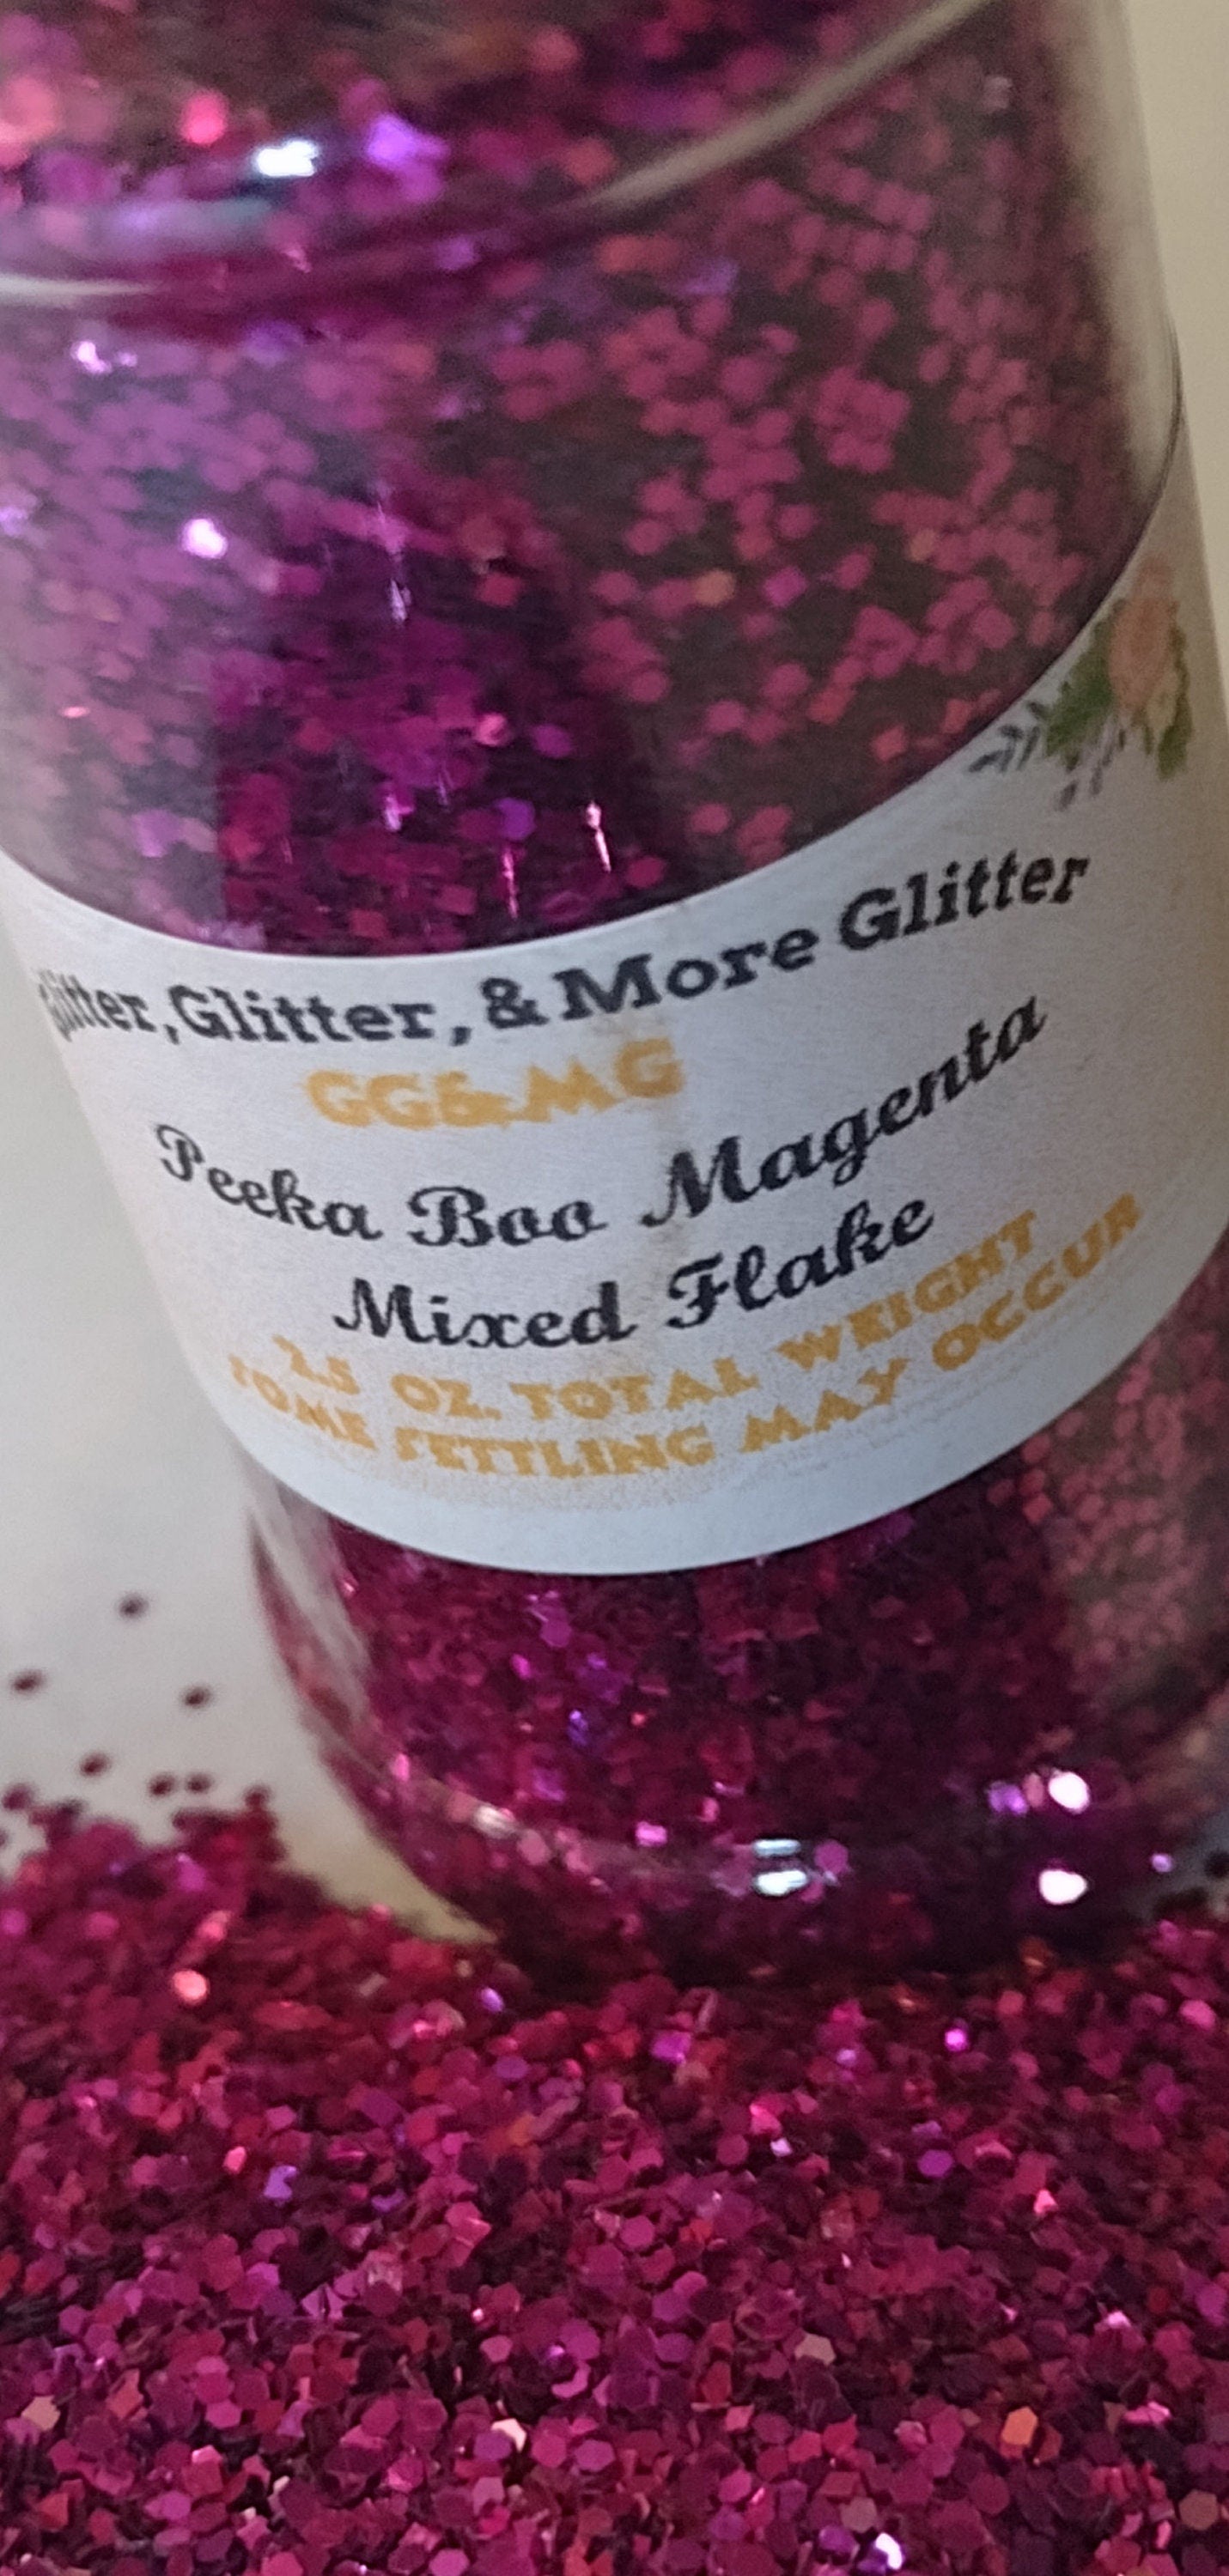 Glitter, Glitter, & More Glitter
GG&MG
Peeka Boo Magenta
Mixed Flake
2.5 OZ. TOTAL WEIGHT
SOME SETTLING MAY OCCUR